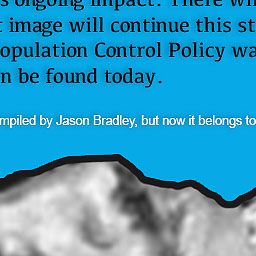 s ongoing impact. There wi
t image will continue this st
opulation Control Policy wa
n be found today.
mpiled by Jason Bradley, but now it belongs to